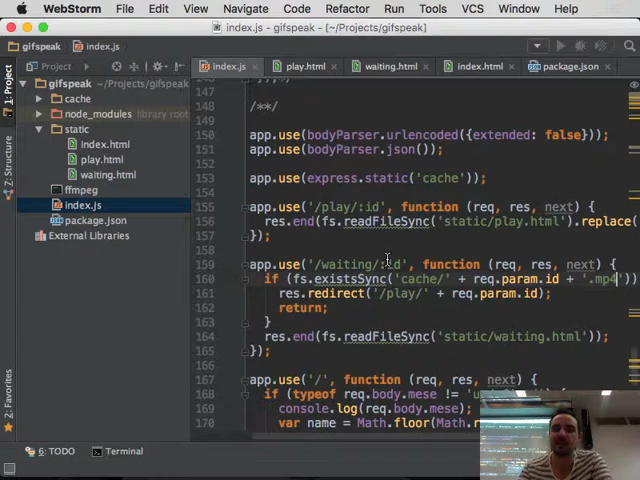 WebStorm File Edit View Navigate Code Refactor Run Tools VCS Window Help
index.js - gifspeak - [~/Projects/gifspeak]
gifspeak index.js
1: Project
Project
index.js play.html waiting.html index.html package.json
gifspeak ~/Projects/gifspeak)
cache
node_modules library root
static
index.html
play.html
waiting.html
ffmpeg
index.js
package.json
External Libraries
7: Structure
2: Favorites
147
148 /**/
149
150 app.use(bodyParser.urlencoded({extended: false}));
151 app.use(bodyParser.json());
152
153 app.use(express.static('cache'));
154
155 app.use('/play/:id', function (req, res, next) {
156 res.end(fs.readFileSync('static/play.html').replace(
157 });
158
159 app.use('/waiting/:id', function (req, res, next) {
160 if (fs.existsSync('cache/' + req.param.id + '.mp4'))
161 res.redirect('/play/' + req.param.id);
162 return;
163 }
164 res.end(fs.readFileSync('static/waiting.html'));
165 });
166
167 app.use('/', function (req, res, next) {
168 if (typeof req.body.mese != 'u
169 console.log(req.body.mese);
170 var name = Math.floor(Math.r
6: TODO Terminal